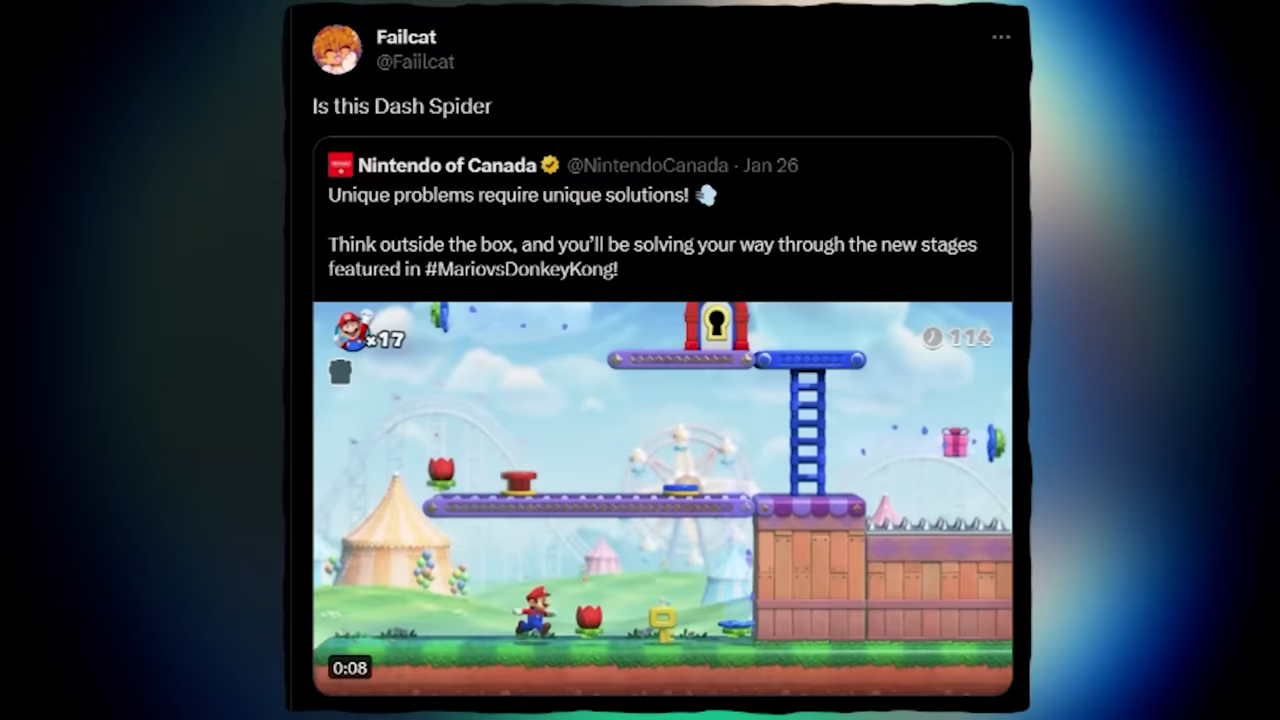 Failcat
@Faiilcat
Is this Dash Spider
Nintendo of Canada @NintendoCanada · Jan 26
Unique problems require unique solutions! 💨
Think outside the box, and you'll be solving your way through the new stages
featured in #MariovsDonkeyKong!
×17
114
0:08